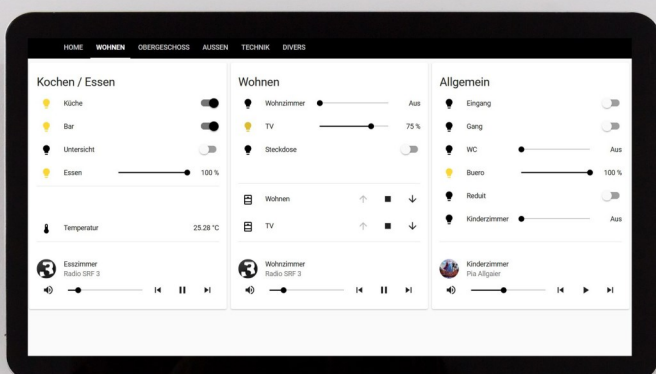 HOME WOHNEN OBERGESCHOSS AUSSEN TECHNIK DIVERS
Kochen / Essen
Küche
Bar
Untersicht
Essen 100 %
Temperatur 25.28 °C
3
Esszimmer
Radio SRF 3
Wohnen
Wohnzimmer Aus
TV 75 %
Steckdose
Wohnen
TV
3
Wohnzimmer
Radio SRF 3
Allgemein
Eingang
Gang
WC Aus
Buero 100 %
Reduit
Kinderzimmer Aus
Kinderzimmer
Pia Allgaier